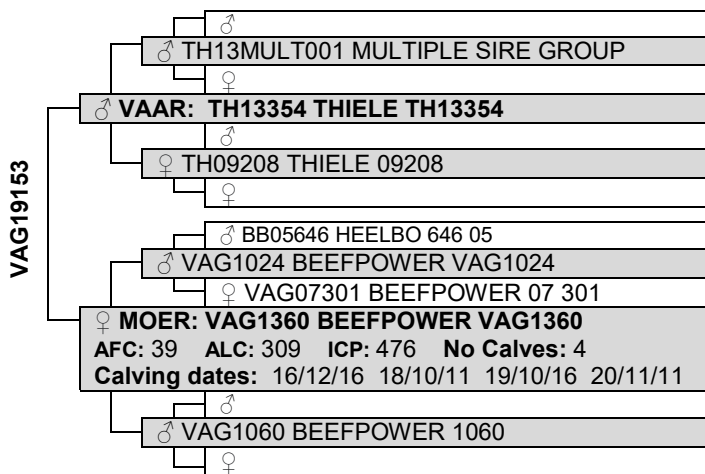 ♂
♂ TH13MULT001 MULTIPLE SIRE GROUP
♀
♂ VAAR: TH13354 THIELE TH13354
♂
♀ TH09208 THIELE 09208
♀
VAG19153
♂ BB05646 HEELBO 646 05
♂ VAG1024 BEEFPOWER VAG1024
♀ VAG07301 BEEFPOWER 07 301
♀ MOER: VAG1360 BEEFPOWER VAG1360
AFC: 39 ALC: 309 ICP: 476 No Calves: 4
Calving dates: 16/12/16 18/10/11 19/10/16 20/11/11
♂
♂ VAG1060 BEEFPOWER 1060
♀